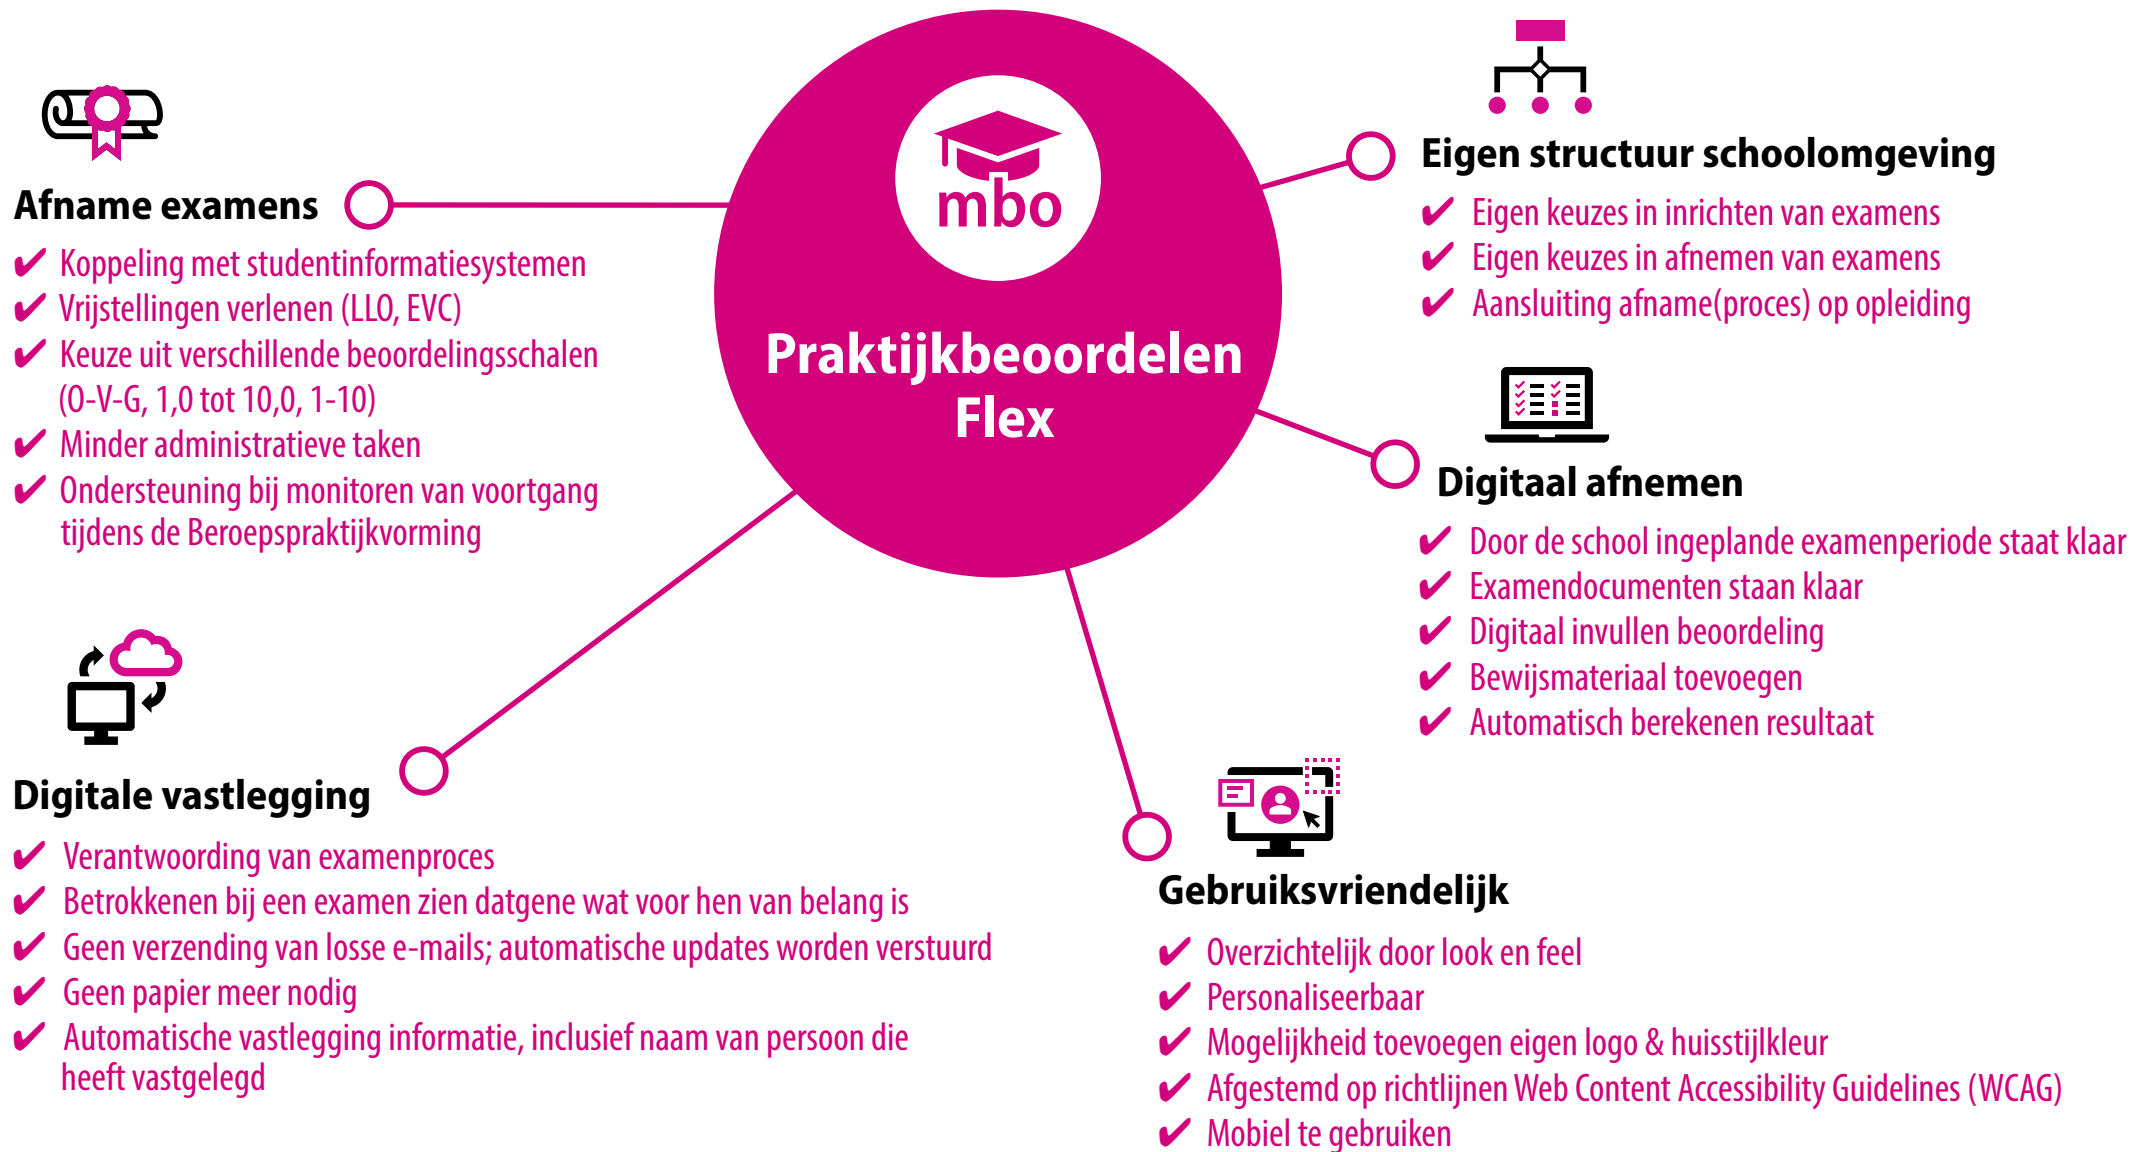 mbo
Praktijkbeoordelen
Flex
Afname examens
✔ Koppeling met studentinformatiesystemen
✔ Vrijstellingen verlenen (LLO, EVC)
✔ Keuze uit verschillende beoordelingsschalen
(O-V-G, 1,0 tot 10,0, 1-10)
✔ Minder administratieve taken
✔ Ondersteuning bij monitoren van voortgang
tijdens de Beroepspraktijkvorming
Digitale vastlegging
✔ Verantwoording van examenproces
✔ Betrokkenen bij een examen zien datgene wat voor hen van belang is
✔ Geen verzending van losse e-mails; automatische updates worden verstuurd
✔ Geen papier meer nodig
✔ Automatische vastlegging informatie, inclusief naam van persoon die
heeft vastgelegd
Eigen structuur schoolomgeving
✔ Eigen keuzes in inrichten van examens
✔ Eigen keuzes in afnemen van examens
✔ Aansluiting afname(proces) op opleiding
Digitaal afnemen
✔ Door de school ingeplande examenperiode staat klaar
✔ Examendocumenten staan klaar
✔ Digitaal invullen beoordeling
✔ Bewijsmateriaal toevoegen
✔ Automatisch berekenen resultaat
Gebruiksvriendelijk
✔ Overzichtelijk door look en feel
✔ Personaliseerbaar
✔ Mogelijkheid toevoegen eigen logo & huisstijlkleur
✔ Afgestemd op richtlijnen Web Content Accessibility Guidelines (WCAG)
✔ Mobiel te gebruiken